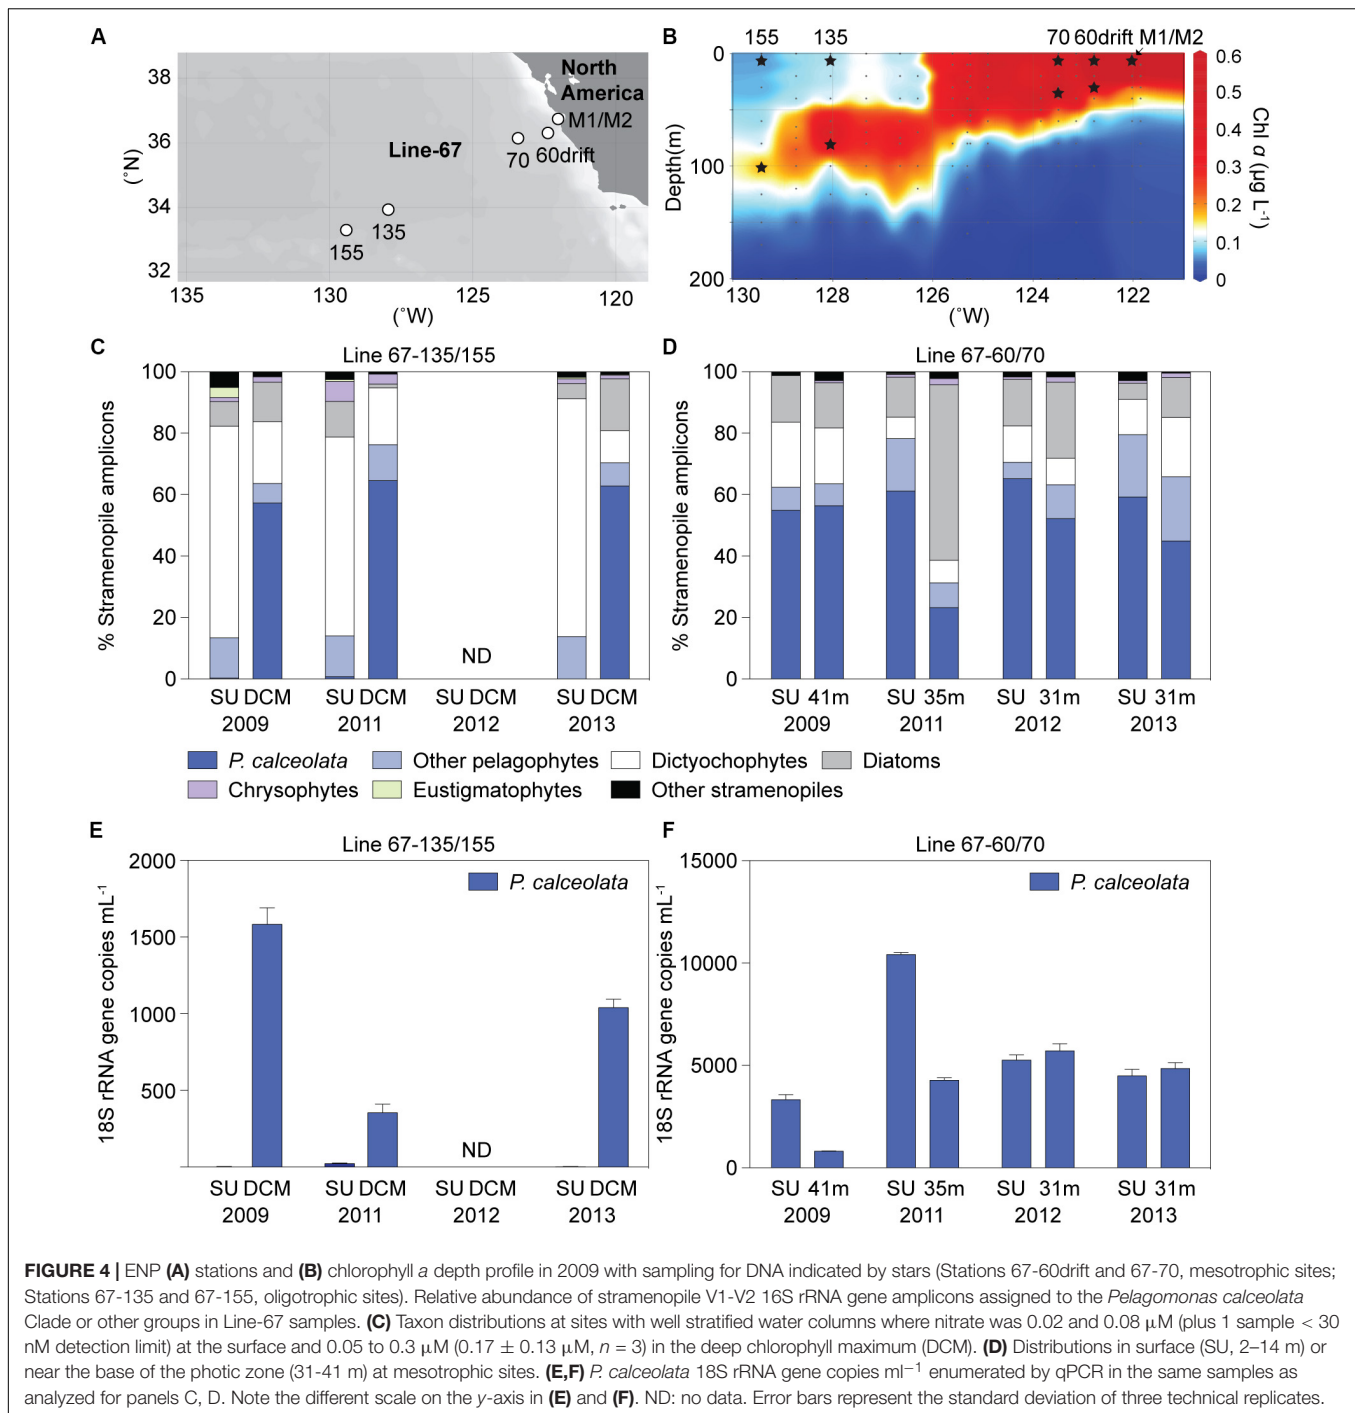 A
38
36
34
32
(°N)
135
130
125
120
(°W)
North
America
M1/M2
60drift
70
Line-67
135
155
B
155
135
70 60drift M1/M2
0
100
200
Depth(m)
130
128
126
124
122
(°W)
0.6
0.5
0.4
0.3
0.2
0.1
0
Chl a (µg L-1)
C
Line 67-135/155
100
80
60
40
20
0
% Stramenopile amplicons
ND
SU DCM SU DCM SU DCM SU DCM
2009 2011 2012 2013
D
Line 67-60/70
100
80
60
40
20
0
% Stramenopile amplicons
SU 41m SU 35m SU 31m SU 31m
2009 2011 2012 2013
P. calceolata Other pelagophytes Dictyochophytes Diatoms
Chrysophytes Eustigmatophytes Other stramenopiles
E
Line 67-135/155
2000
1500
1000
500
18S rRNA gene copies mL-1
P. calceolata
ND
SU DCM SU DCM SU DCM SU DCM
2009 2011 2012 2013
F
Line 67-60/70
15000
10000
5000
0
18S rRNA gene copies mL-1
P. calceolata
SU 41m SU 35m SU 31m SU 31m
2009 2011 2012 2013
FIGURE 4 | ENP (A) stations and (B) chlorophyll a depth profile in 2009 with sampling for DNA indicated by stars (Stations 67-60drift and 67-70, mesotrophic sites;
Stations 67-135 and 67-155, oligotrophic sites). Relative abundance of stramenopile V1-V2 16S rRNA gene amplicons assigned to the Pelagomonas calceolata
Clade or other groups in Line-67 samples. (C) Taxon distributions at sites with well stratified water columns where nitrate was 0.02 and 0.08 µM (plus 1 sample < 30
nM detection limit) at the surface and 0.05 to 0.3 µM (0.17 ± 0.13 µM, n = 3) in the deep chlorophyll maximum (DCM). (D) Distributions in surface (SU, 2–14 m) or
near the base of the photic zone (31-41 m) at mesotrophic sites. (E,F) P. calceolata 18S rRNA gene copies ml−1 enumerated by qPCR in the same samples as
analyzed for panels C, D. Note the different scale on the y-axis in (E) and (F). ND: no data. Error bars represent the standard deviation of three technical replicates.